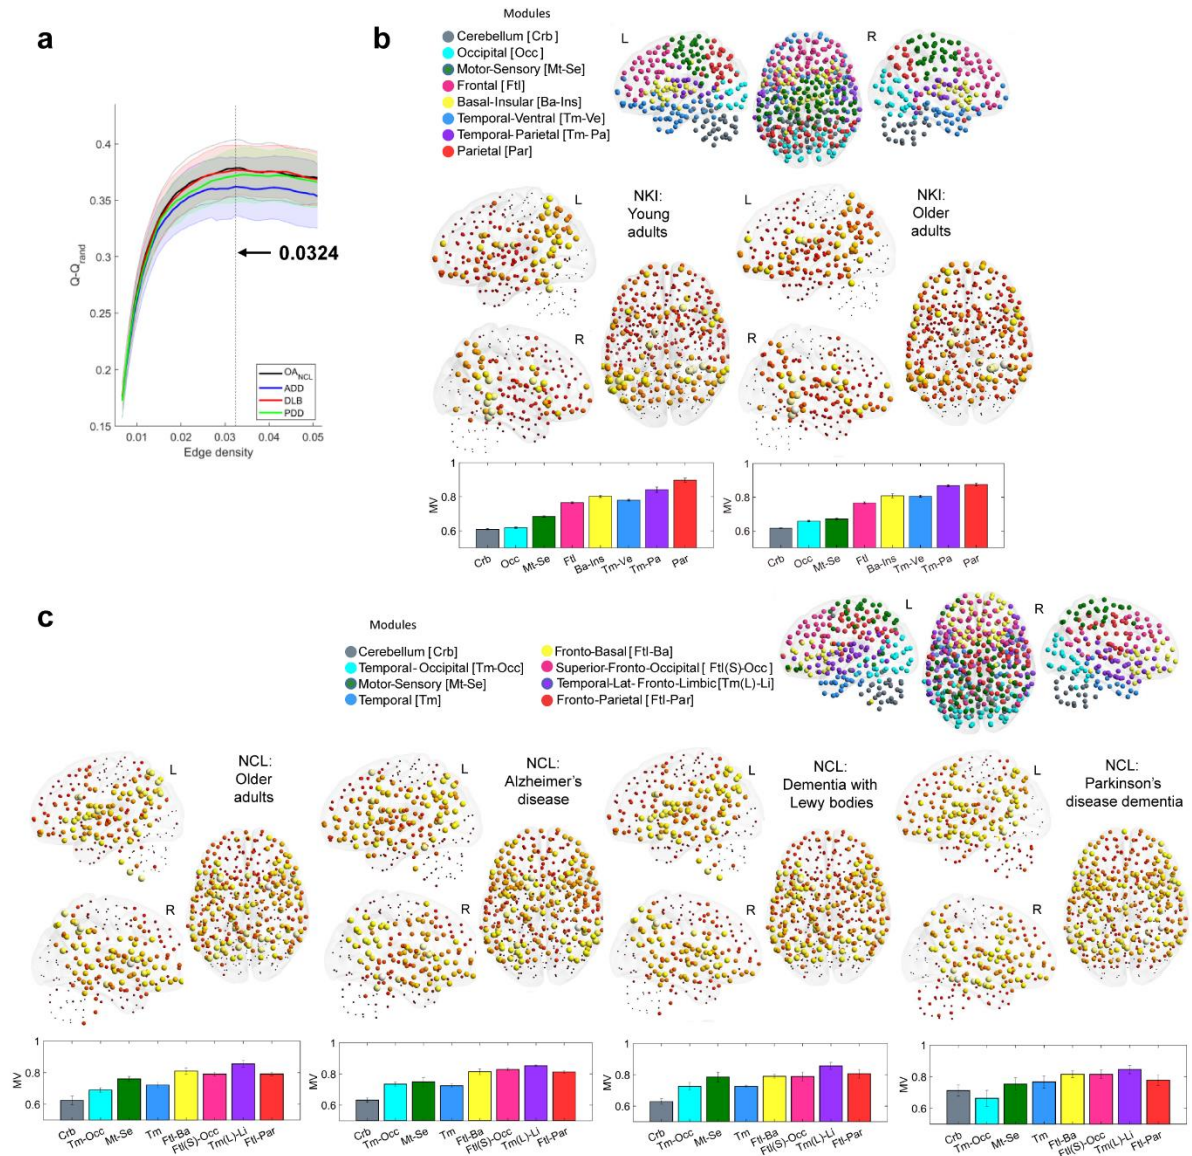 a
0.4
0.35
0.3
0.25
0.2
0.15
Q-Qrand
0.0324
OANCL
ADD
DLB
PDD
0.01
0.02
0.03
0.04
0.05
Edge density
b
Modules
Cerebellum [Crb]
Occipital [Occ]
Motor-Sensory [Mt-Se]
Frontal [Ftl]
Basal-Insular [Ba-Ins]
Temporal-Ventral [Tm-Ve]
Temporal-Parietal [Tm-Pa]
Parietal [Par]
L
R
L
NKI:
Young
adults
R
L
NKI:
Older
adults
R
1
0.8
0.6
MV
Crb
Occ
Mt-Se
Ftl
Ba-Ins
Tm-Ve
Tm-Pa
Par
1
0.8
0.6
MV
Crb
Occ
Mt-Se
Ftl
Ba-Ins
Tm-Ve
Tm-Pa
Par
c
Modules
Cerebellum [Crb]
Temporal-Occipital [Tm-Occ]
Motor-Sensory [Mt-Se]
Temporal [Tm]
Fronto-Basal [Ftl-Ba]
Superior-Fronto-Occipital [ Ftl(S)-Occ]
Temporal-Lat- Fronto-Limbic[Tm(L)-Li]
Fronto-Parietal [Ftl-Par]
L
R
L
NCL:
Older
adults
R
L
NCL:
Alzheimer's
disease
R
L
NCL:
Dementia with
Lewy bodies
R
L
NCL:
Parkinson's
disease dementia
R
1
0.8
0.6
MV
Crb
Tm-Occ
Mt-Se
Tm
Ftl-Ba
Ftl(S)-Occ
Tm(L)-Li
Ftl-Par
1
0.8
0.6
MV
Crb
Tm-Occ
Mt-Se
Tm
Ftl-Ba
Ftl(S)-Occ
Tm(L)-Li
Ftl-Par
1
0.8
0.6
MV
Crb
Tm-Occ
Mt-Se
Tm
Ftl-Ba
Ftl(S)-Occ
Tm(L)-Li
Ftl-Par
1
0.8
0.6
MV
Crb
Tm-Occ
Mt-Se
Tm
Ftl-Ba
Ftl(S)-Occ
Tm(L)-Li
Ftl-Par